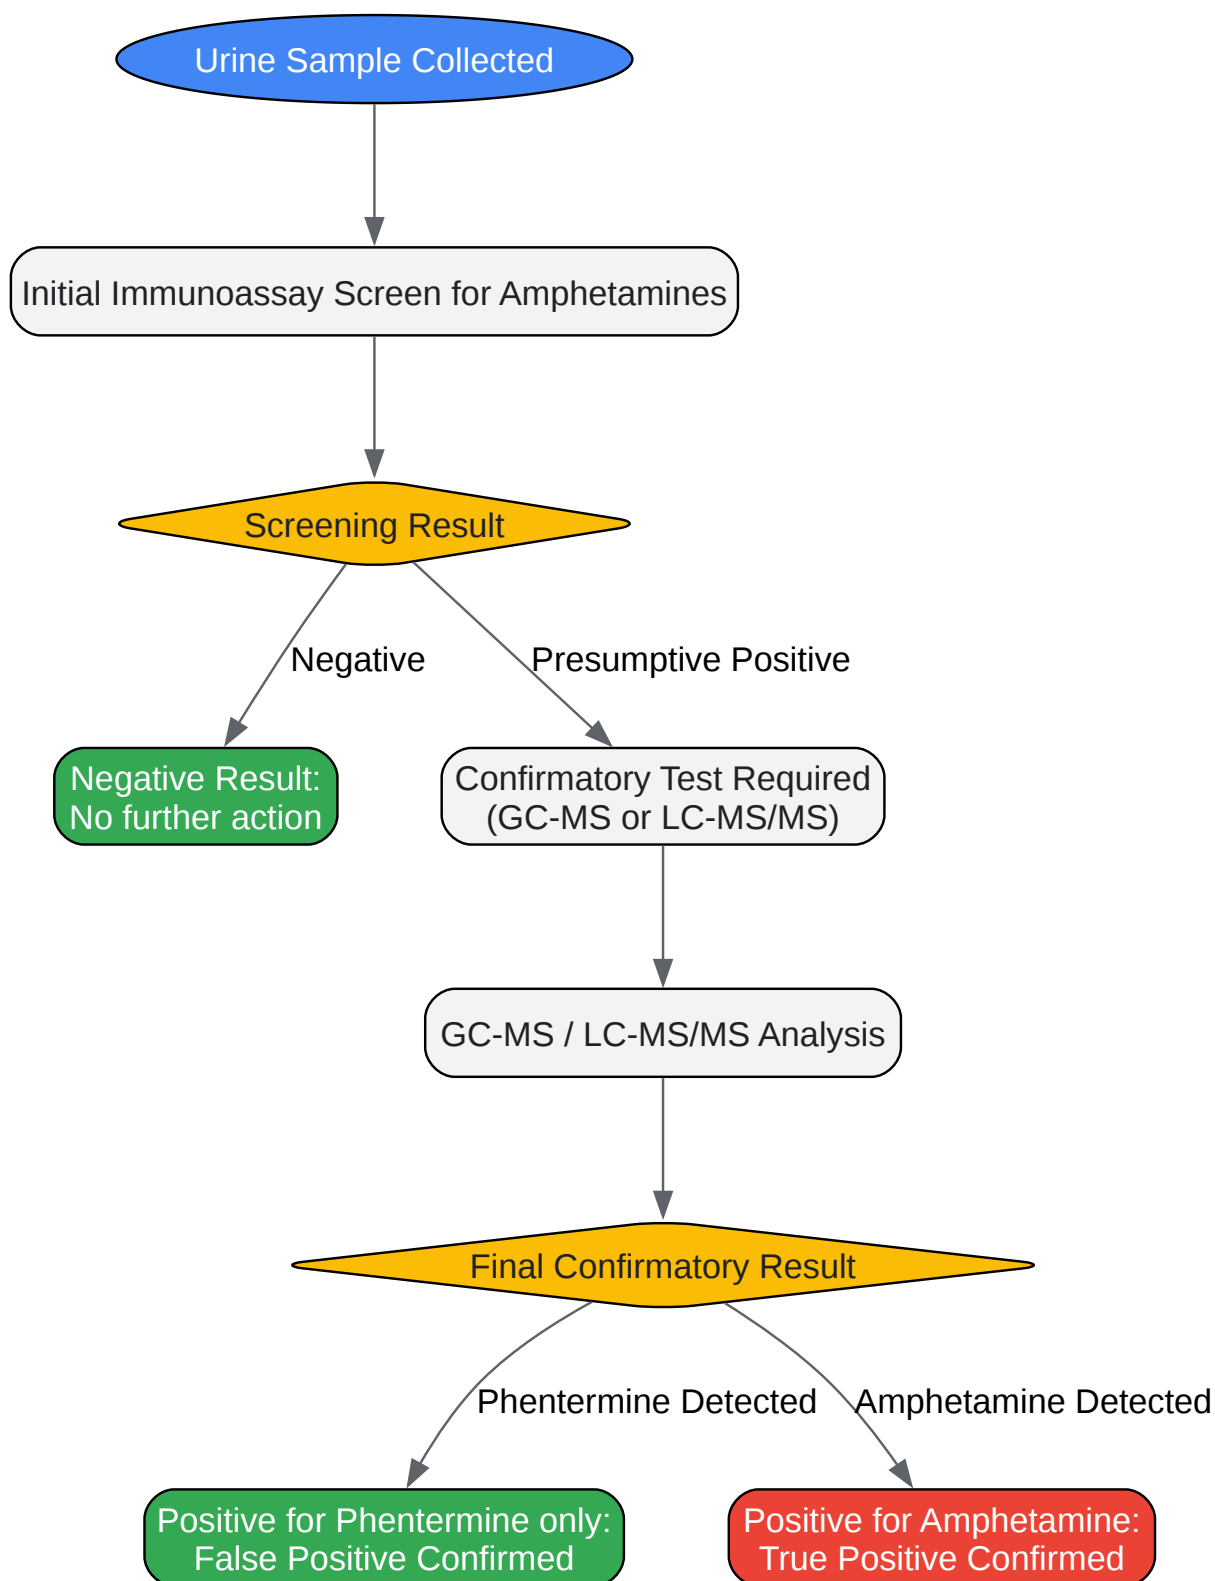 Urine Sample Collected
Initial Immunoassay Screen for Amphetamines
Screening Result
Negative
Presumptive Positive
Negative Result:
No further action
Confirmatory Test Required
(GC-MS or LC-MS/MS)
GC-MS / LC-MS/MS Analysis
Final Confirmatory Result
Phentermine Detected
Amphetamine Detected
Positive for Phentermine only:
False Positive Confirmed
Positive for Amphetamine:
True Positive Confirmed